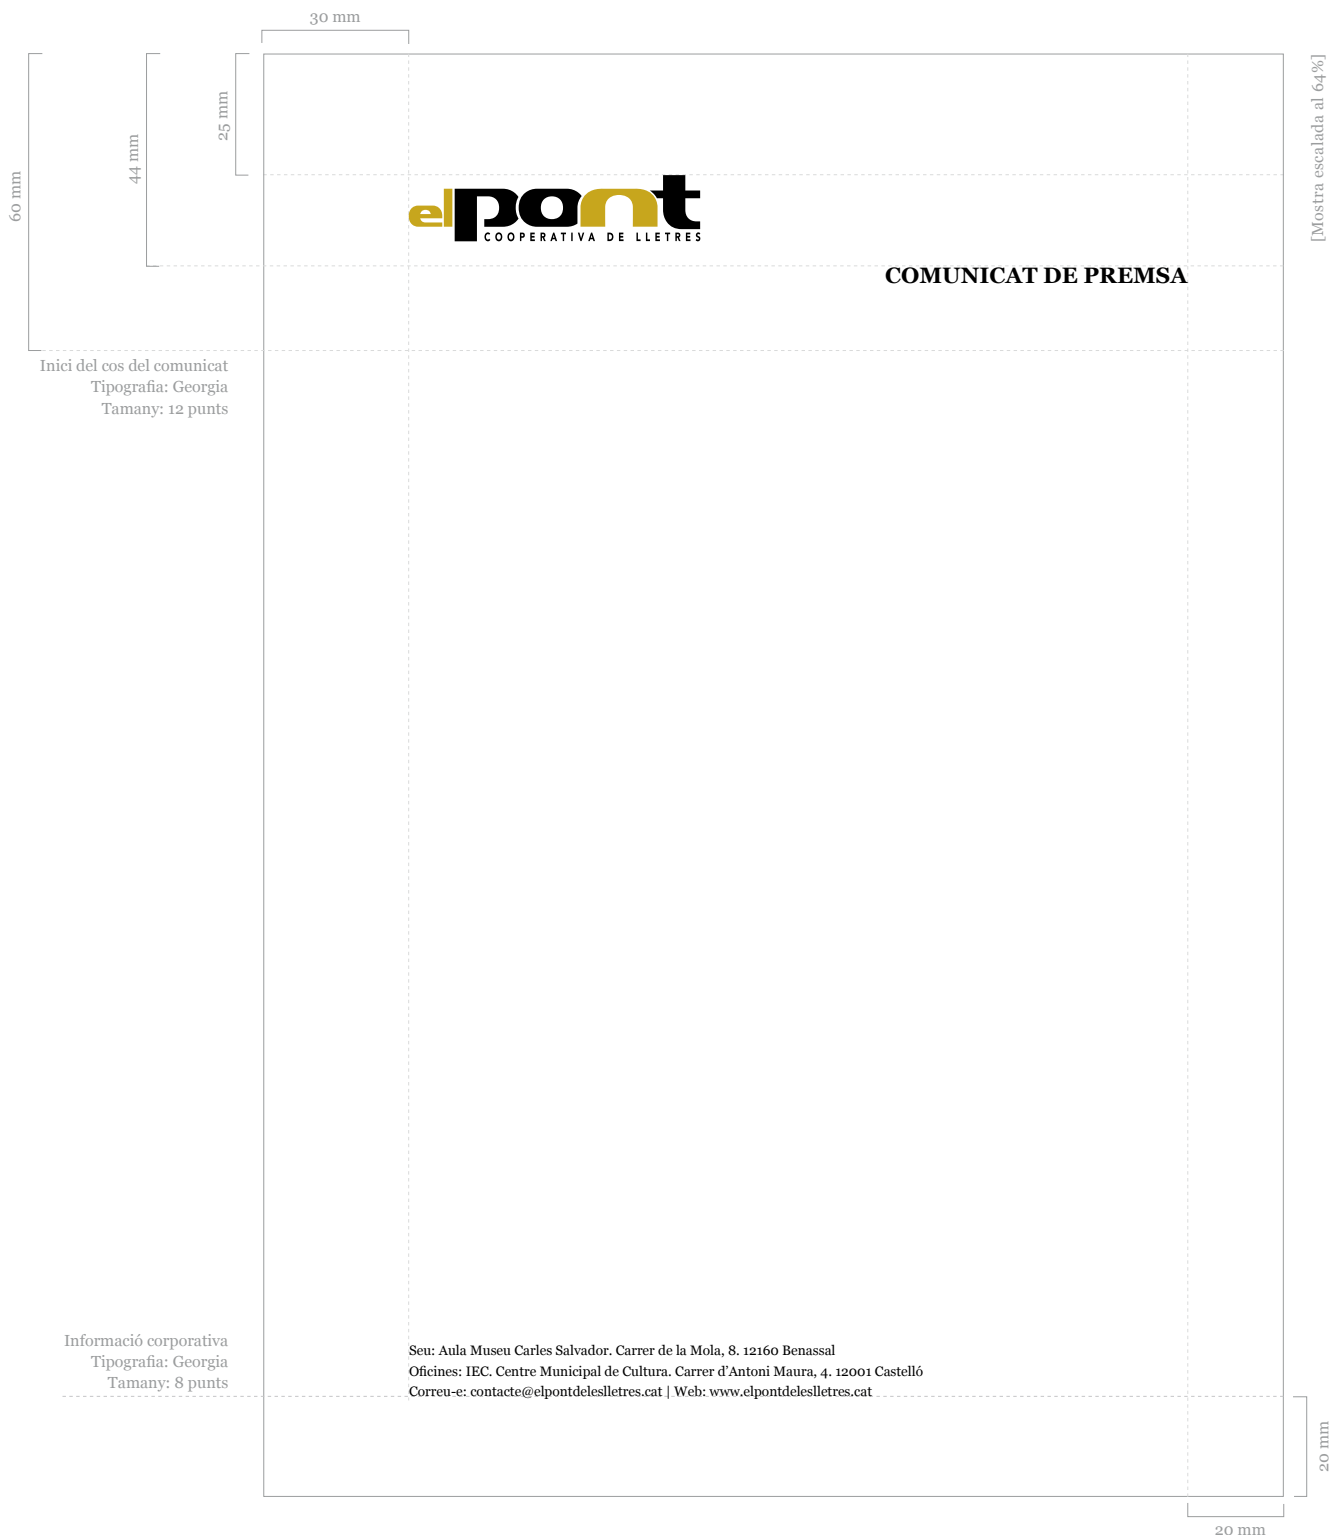 30 mm
25 mm
44 mm
60 mm
[Mostra escalada al 64%]
elpont
COOPERATIVA DE LLETRES
COMUNICAT DE PREMSA
Inici del cos del comunicat
Tipografia: Georgia
Tamany: 12 punts
Informació corporativa
Tipografia: Georgia
Tamany: 8 punts
Seu: Aula Museu Carles Salvador. Carrer de la Mola, 8. 12160 Benassal
Oficines: IEC. Centre Municipal de Cultura. Carrer d’Antoni Maura, 4. 12001 Castelló
Correu-e: contacte@elpontdeleslletres.cat | Web: www.elpontdeleslletres.cat
20 mm
20 mm